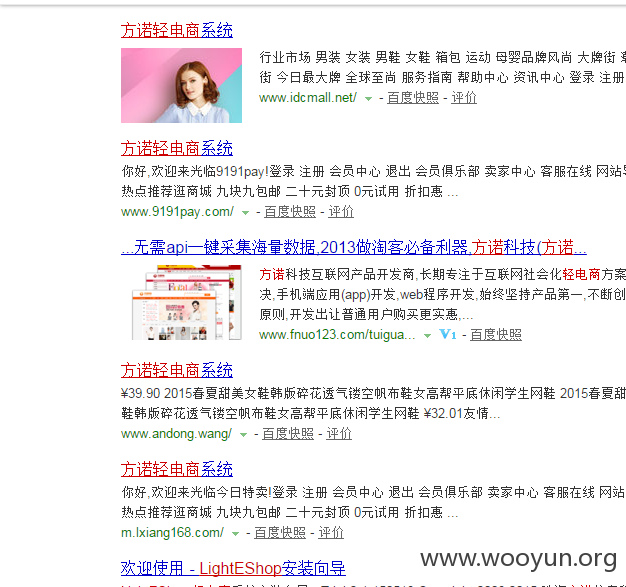 方诺轻电商系统
行业市场 男装 女装 男鞋 女鞋 箱包 运动 母婴品牌风尚 大牌街
街 今日最大牌 全球至尚 服务指南 帮助中心 资讯中心 登录 注册
www.idcmall.net/ - 百度快照 - 评价
方诺轻电商系统
你好,欢迎来光临9191pay!登录 注册 会员中心 退出 会员俱乐部 卖家中心 客服在线 网站
热点推荐逛商城 九块九包邮 二十元封顶 0元试用 折扣惠 ...
www.9191pay.com/ - 百度快照 - 评价
...无需api一键采集海量数据,2013做淘客必备利器,方诺科技(方诺...
方诺科技互联网产品开发商,长期专注于互联网社会化轻电商方案
决,手机端应用(app)开发,web程序开发,始终坚持产品第一,不断创
原则,开发出让普通用户购买更实惠,...
www.fnuo123.com/tuigua... V1 - 百度快照
方诺轻电商系统
¥39.90 2015春夏甜美女鞋韩版碎花透气镂空帆布鞋女高帮平底休闲学生网鞋 2015春夏
鞋韩版碎花透气镂空帆布鞋女高帮平底休闲学生网鞋 ¥32.01友情...
www.andong.wang/ - 百度快照 - 评价
方诺轻电商系统
你好,欢迎来光临今日特卖!登录 注册 会员中心 退出 会员俱乐部 卖家中心 客服在线 网站
热点推荐逛商城 九块九包邮 二十元封顶 0元试用 折扣惠 ...
m.lxiang168.com/ - 百度快照 - 评价
欢迎使用 - LightEShop安装向导
www.wooyun.org